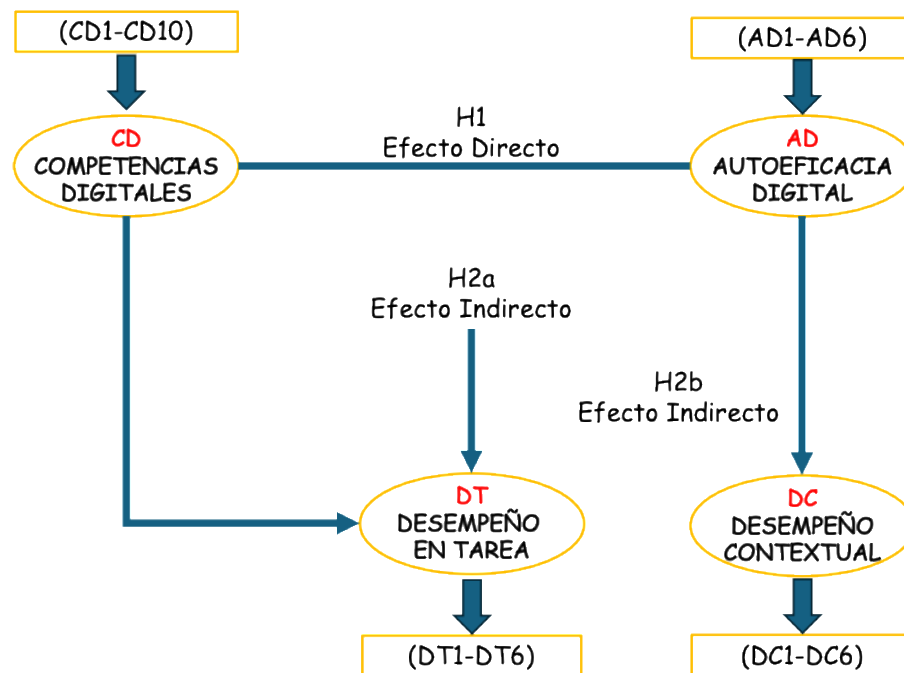 (CD1-CD10)
(AD1-AD6)
CD
COMPETENCIAS
DIGITALES
H1
Efecto Directo
AD
AUTOEFICACIA
DIGITAL
H2a
Efecto Indirecto
H2b
Efecto Indirecto
DT
DESEMPEÑO
EN TAREA
DC
DESEMPEÑO
CONTEXTUAL
(DT1-DT6)
(DC1-DC6)